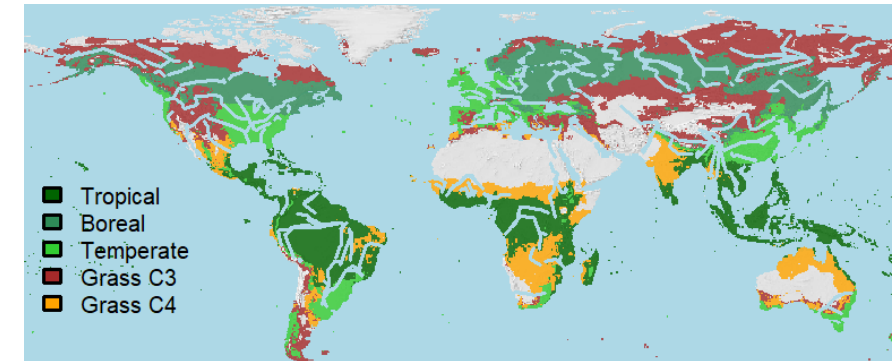 Tropical
Boreal
Temperate
Grass C3
Grass C4